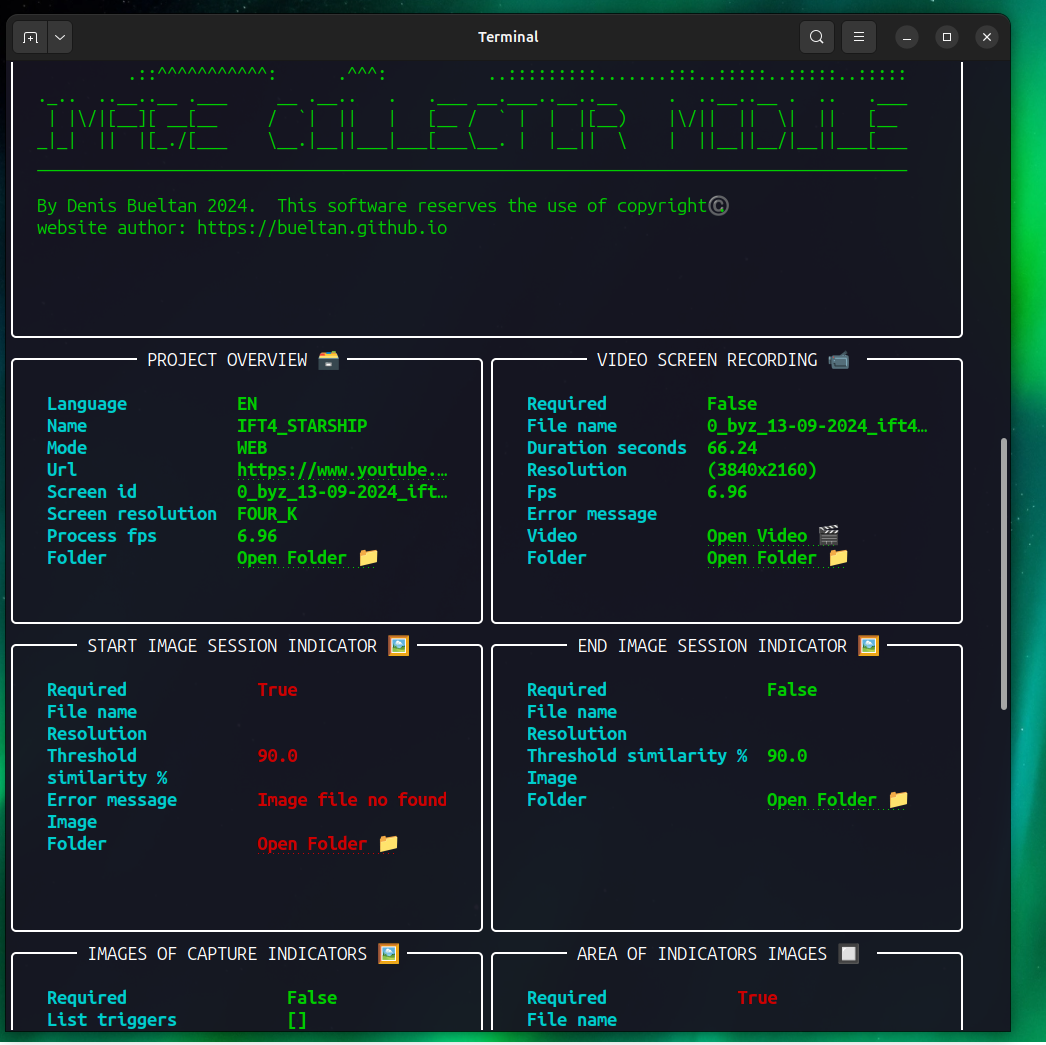 Terminal
IMAGE COLLECTOR MODULE
By Denis Bueltan 2024.  This software reserves the use of copyright©
website author: https://bueltan.github.io
PROJECT OVERVIEW
Language EN
Name IFT4_STARSHIP
Mode WEB
Url https://www.youtube.…
Screen id 0_byz_13-09-2024_ift…
Screen resolution FOUR_K
Process fps 6.96
Folder Open Folder
VIDEO SCREEN RECORDING
Required False
File name 0_byz_13-09-2024_ift4…
Duration seconds 66.24
Resolution (3840x2160)
Fps 6.96
Error message
Video Open Video
Folder Open Folder
START IMAGE SESSION INDICATOR
Required True
File name
Resolution
Threshold 90.0
similarity %
Error message Image file no found
Image
Folder Open Folder
END IMAGE SESSION INDICATOR
Required False
File name
Resolution
Threshold similarity % 90.0
Image
Folder Open Folder
IMAGES OF CAPTURE INDICATORS
Required False
List triggers []
AREA OF INDICATORS IMAGES
Required True
File name